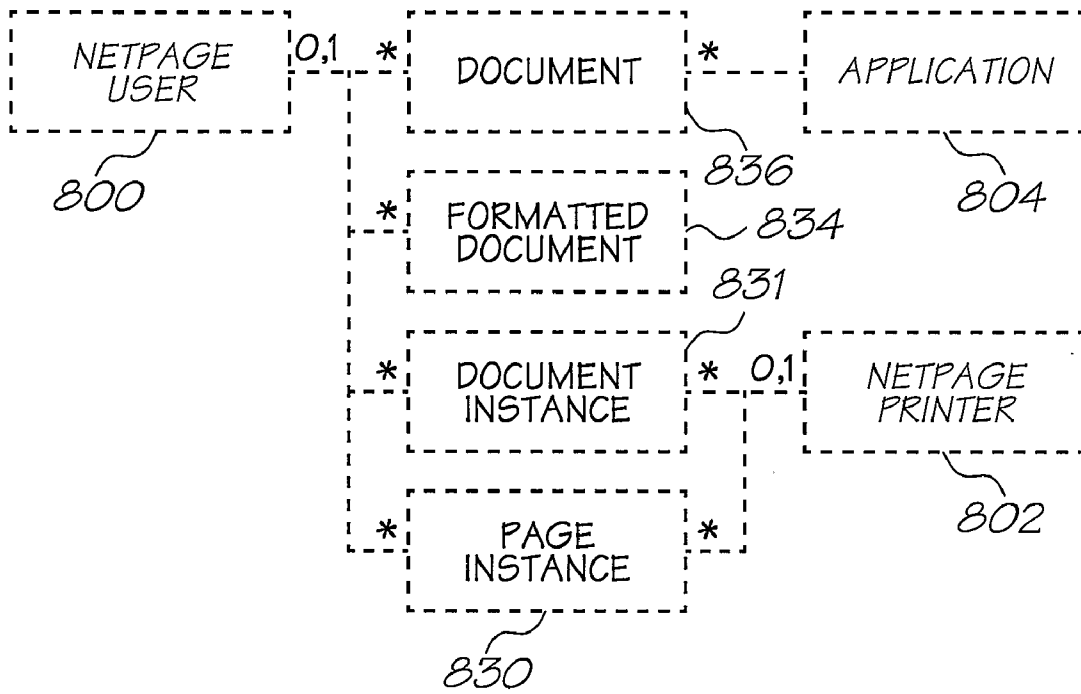 NETPAGE
USER
0,1
*
DOCUMENT
*
APPLICATION
800
836
804
*
FORMATTED
DOCUMENT
834
831
*
DOCUMENT
INSTANCE
*
0,1
NETPAGE
PRINTER
802
*
PAGE
INSTANCE
*
830